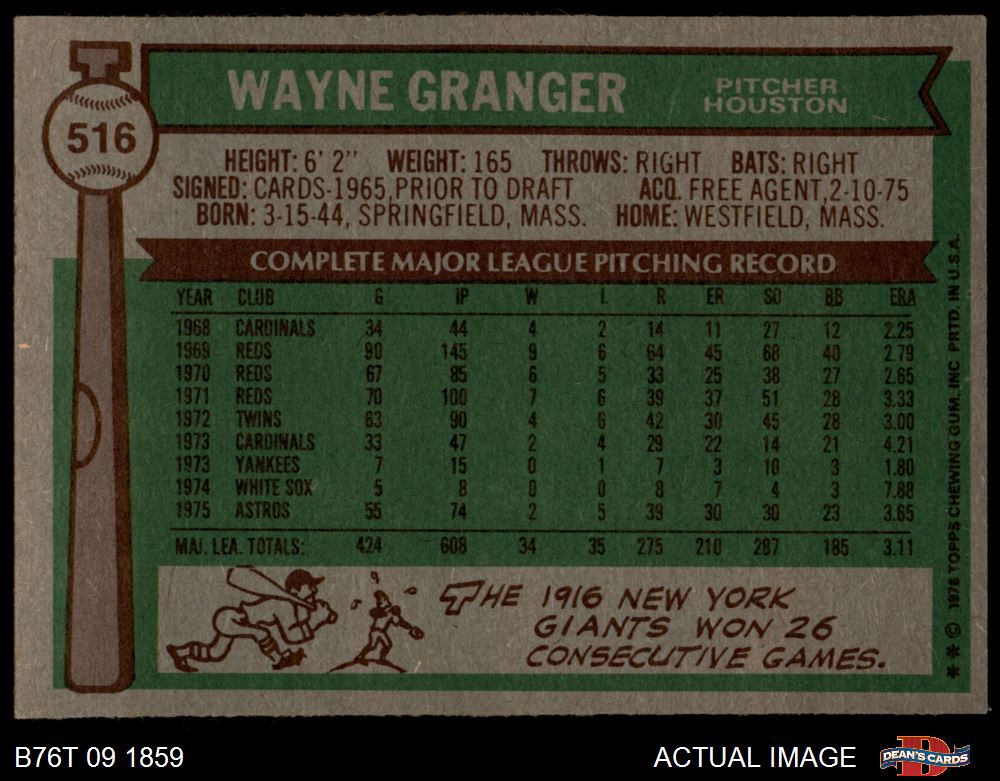 516
WAYNE GRANGER
PITCHER
HOUSTON
HEIGHT: 6' 2" WEIGHT: 165 THROWS: RIGHT BATS: RIGHT
SIGNED: CARDS-1965, PRIOR TO DRAFT ACQ. FREE AGENT, 2-10-75
BORN: 3-15-44, SPRINGFIELD, MASS. HOME: WESTFIELD, MASS.
COMPLETE MAJOR LEAGUE PITCHING RECORD
YEAR CLUB G IP W L R ER SO BB ERA
1968 CARDINALS 34 44 4 2 14 11 27 12 2.25
1969 REDS 90 145 9 6 64 45 68 40 2.79
1970 REDS 67 85 6 5 33 25 38 27 2.65
1971 REDS 70 100 7 6 39 37 51 28 3.33
1972 TWINS 63 90 4 6 42 30 45 28 3.00
1973 CARDINALS 33 47 2 4 29 22 14 21 4.21
1973 YANKEES 7 15 0 1 7 3 10 3 1.80
1974 WHITE SOX 5 8 0 0 8 7 4 3 7.88
1975 ASTROS 55 74 2 5 39 30 30 23 3.65
MAJ. LEA. TOTALS: 424 608 34 35 275 210 287 185 3.11
THE 1916 NEW YORK
GIANTS WON 26
CONSECUTIVE GAMES.
*** © 1976 TOPPS CHEWING GUM, INC. PRTD. IN U.S.A.
B76T 09 1859
ACTUAL IMAGE
DEAN'S CARDS